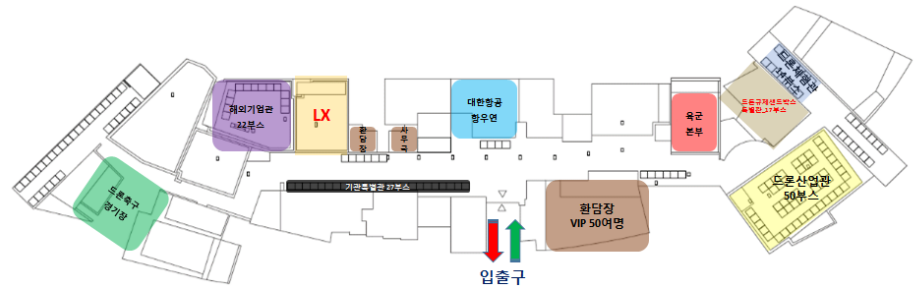 드론체험관
14부스
해외기업관
22부스
LX
대한항공
항우연
육군
본부
드론규제샌드박스
특별관_17부스
환담장
사무국
드론산업관
50부스
기관특별관 27부스
드론축구
경기장
환담장
VIP 50여명
입출구